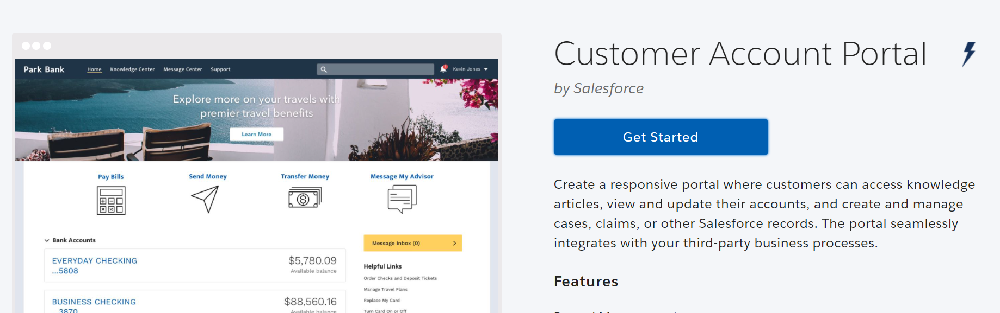 Park Bank
Home Knowledge Center Message Center Support
1
Kevin Jones
Explore more on your travels with
premier travel benefits
Learn More
Pay Bills
Send Money
Transfer Money
Message My Advisor
Bank Accounts
EVERYDAY CHECKING
...5808
$5,780.09
Available balance
BUSINESS CHECKING
...3870
$88,560.16
Available balance
Message Inbox (0)
Helpful Links
Order Checks and Deposit Tickets
Manage Travel Plans
Replace My Card
Turn Card On or Off
Customer Account Portal
by Salesforce
Get Started
Create a responsive portal where customers can access knowledge
articles, view and update their accounts, and create and manage
cases, claims, or other Salesforce records. The portal seamlessly
integrates with your third-party business processes.
Features